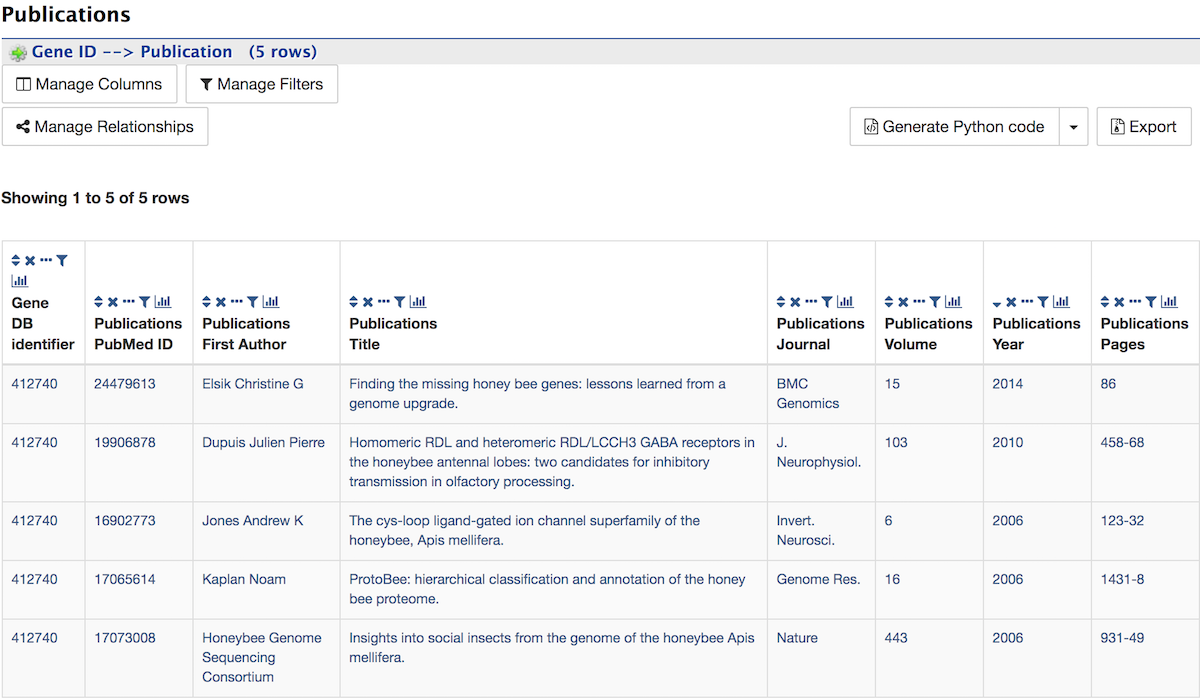 Publications
Gene ID --> Publication (5 rows)
Manage Columns Manage Filters
Manage Relationships Generate Python code Export
Showing 1 to 5 of 5 rows
Gene DB identifier
Publications PubMed ID
Publications First Author
Publications Title
Publications Journal
Publications Volume
Publications Year
Publications Pages
412740 24479613 Elsik Christine G Finding the missing honey bee genes: lessons learned from a BMC 15 2014 86
genome upgrade. Genomics
412740 19906878 Dupuis Julien Pierre Homomeric RDL and heteromeric RDL/LCCH3 GABA receptors in J. 103 2010 458-68
the honeybee antennal lobes: two candidates for inhibitory Neurophysiol.
transmission in olfactory processing.
412740 16902773 Jones Andrew K The cys-loop ligand-gated ion channel superfamily of the Invert. 6 2006 123-32
honeybee, Apis mellifera. Neurosci.
412740 17065614 Kaplan Noam ProtoBee: hierarchical classification and annotation of the honey Genome Res. 16 2006 1431-8
bee proteome.
412740 17073008 Honeybee Genome Insights into social insects from the genome of the honeybee Apis Nature 443 2006 931-49
Sequencing mellifera.
Consortium